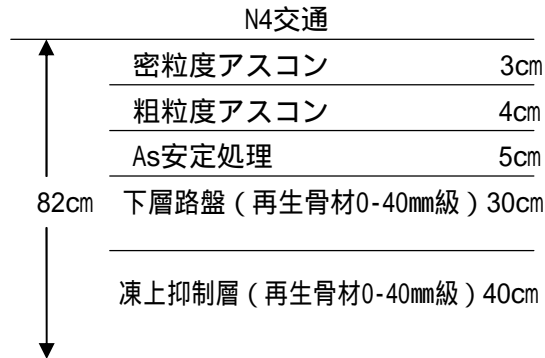 N4交通
密粒度アスコン 3cm
粗粒度アスコン 4cm
As安定処理 5cm
82cm 下層路盤（再生骨材0-40㎜級）30cm
凍上抑制層（再生骨材0-40㎜級）40cm